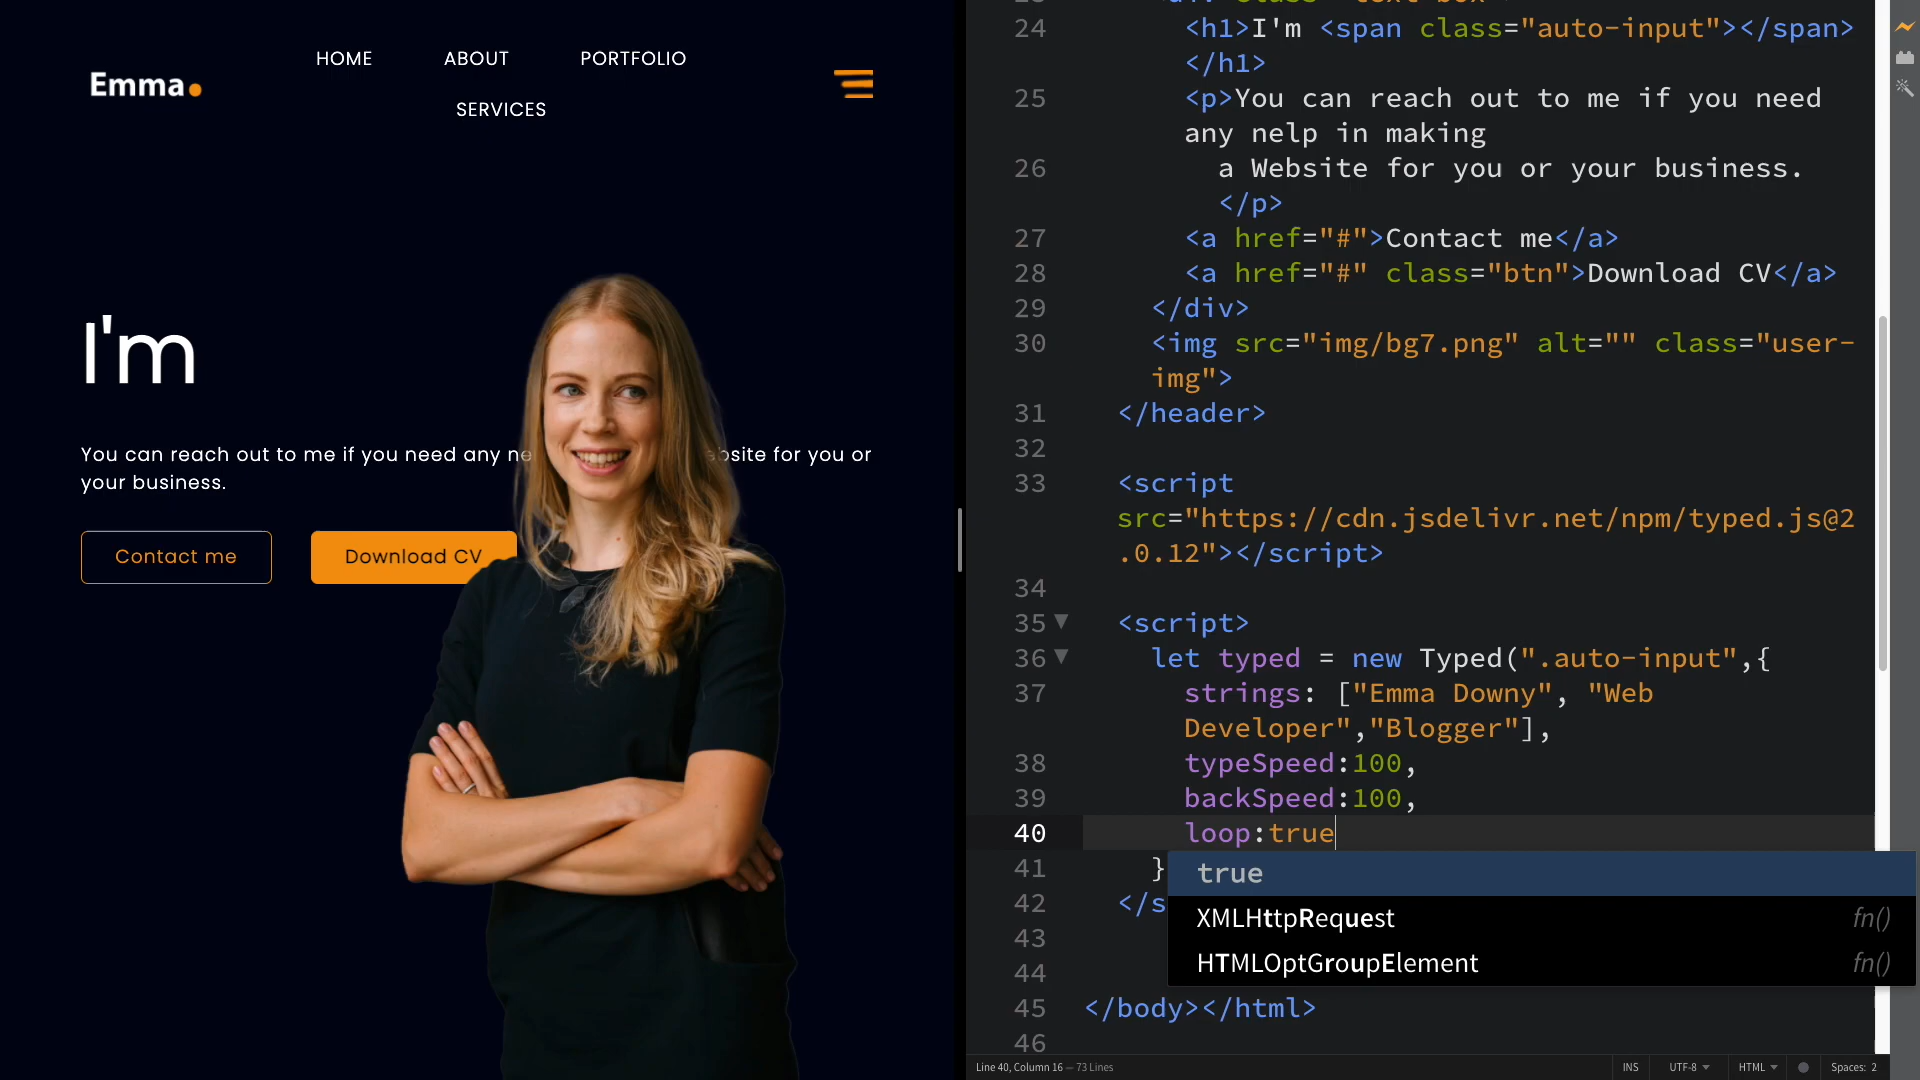 HOME ABOUT PORTFOLIO
Emma.
SERVICES
I'm
You can reach out to me if you need any ne bsite for you or
your business.
Contact me Download CV
24 <h1>I'm <span class="auto-input"></span>
</h1>
25 <p>You can reach out to me if you need
any nelp in making
26 a Website for you or your business.
</p>
27 <a href="#">Contact me</a>
28 <a href="#" class="btn">Download CV</a>
29 </div>
30 <img src="img/bg7.png" alt="" class="user-
img">
31 </header>
32
33 <script
src="https://cdn.jsdelivr.net/npm/typed.js@2
.0.12"></script>
34
35 <script>
36 let typed = new Typed(".auto-input",{
37 strings: ["Emma Downy", "Web
Developer","Blogger"],
38 typeSpeed:100,
39 backSpeed:100,
40 loop:true
41 }
42 </s
43
44
45 </body></html>
46
true
XMLHttpRequest fn()
HTMLOptGroupElement fn()
Line 40, Column 16 — 73 Lines
INS UTF-8 HTML Spaces: 2